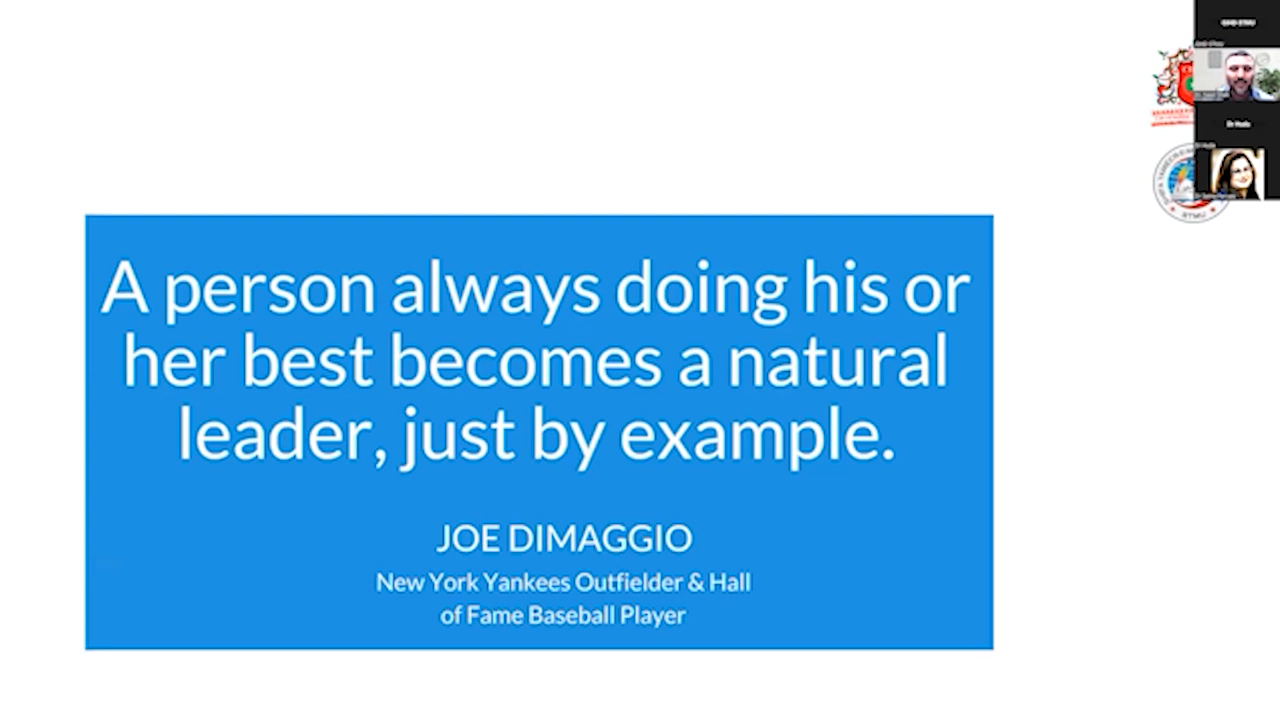 A person always doing his or
her best becomes a natural
leader, just by example.
JOE DIMAGGIO
New York Yankees Outfielder & Hall
of Fame Baseball Player
STMU